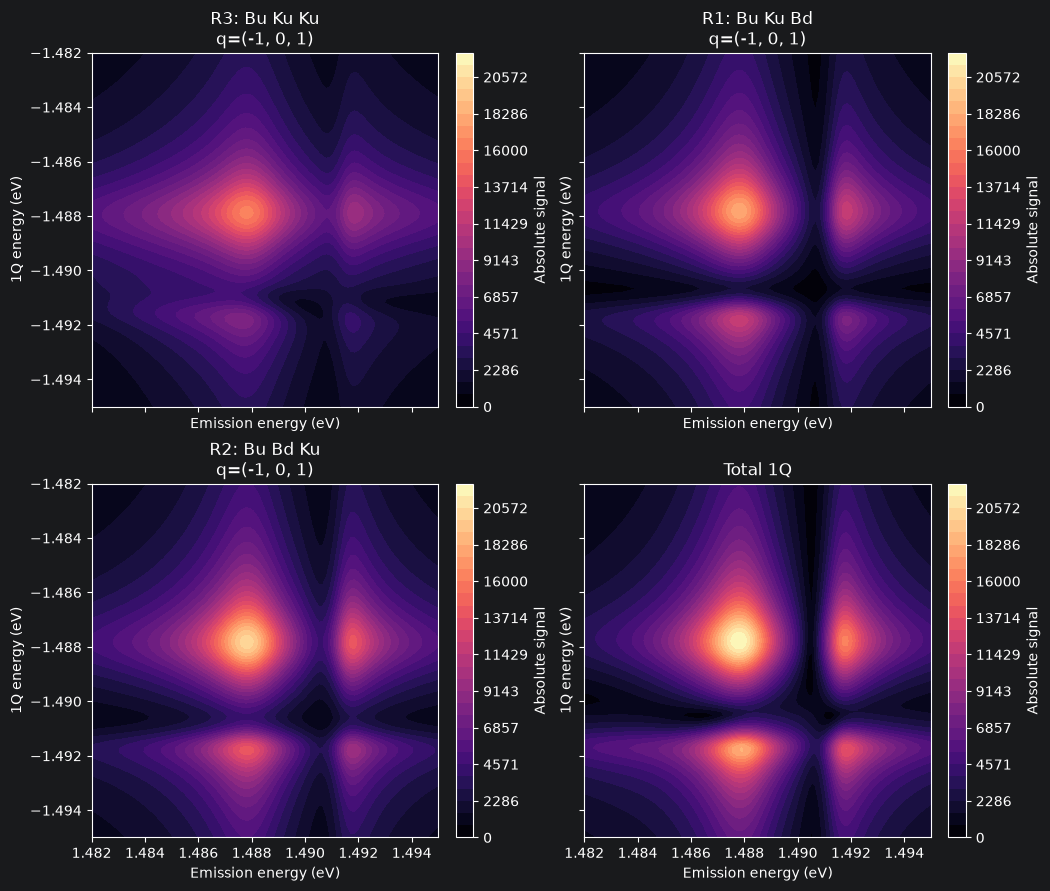 R3: Bu Ku Ku
q=(-1, 0, 1)
−1.482
−1.484
−1.486
−1.488
−1.490
−1.492
−1.494
1Q energy (eV)
Emission energy (eV)
20572
18286
16000
13714
11429
9143
6857
4571
2286
0
Absolute signal
R1: Bu Ku Bd
q=(-1, 0, 1)
1Q energy (eV)
Emission energy (eV)
20572
18286
16000
13714
11429
9143
6857
4571
2286
0
Absolute signal
R2: Bu Bd Ku
q=(-1, 0, 1)
−1.482
−1.484
−1.486
−1.488
−1.490
−1.492
−1.494
1Q energy (eV)
1.482 1.484 1.486 1.488 1.490 1.492 1.494
Emission energy (eV)
20572
18286
16000
13714
11429
9143
6857
4571
2286
0
Absolute signal
Total 1Q
1Q energy (eV)
1.482 1.484 1.486 1.488 1.490 1.492 1.494
Emission energy (eV)
20572
18286
16000
13714
11429
9143
6857
4571
2286
0
Absolute signal